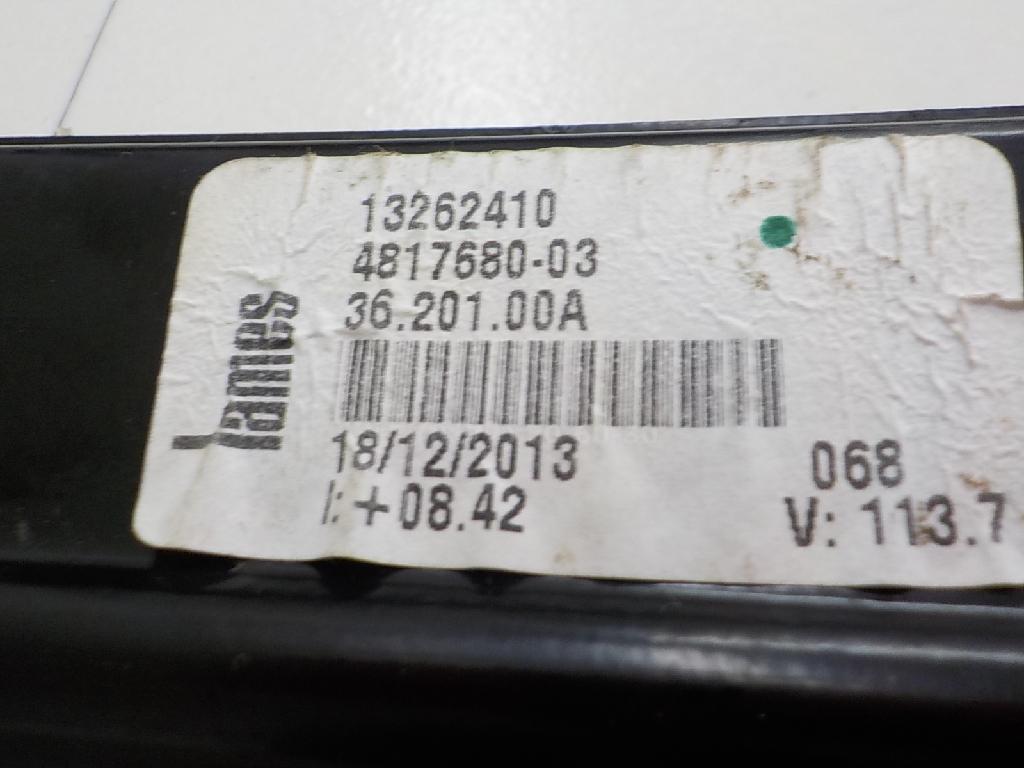 13262410
4817680-03
36.201.00A
Lames
18/12/2013
068
I: +08.42
V: 113.7